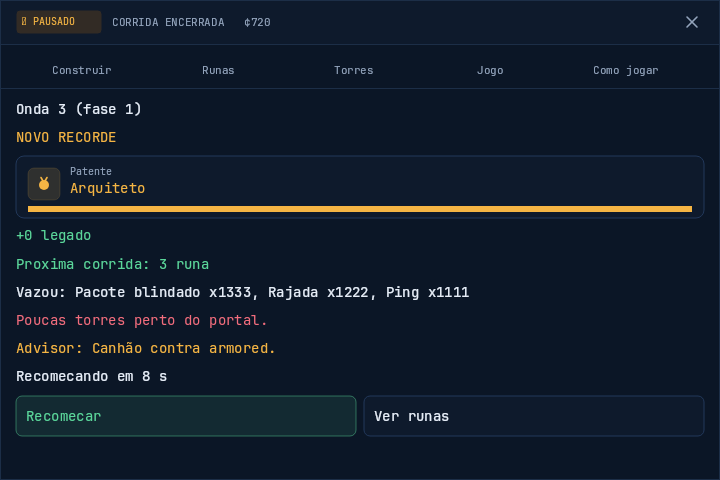 PAUSADO CORRIDA ENCERRADA $720
Construir Runas Torres Jogo Como jogar
Onda 3 (fase 1)
NOVO RECORDE
Patente
Arquiteto
+0 legado
Proxima corrida: 3 runa
Vazou: Pacote blindado x1333, Rajada x1222, Ping x1111
Poucas torres perto do portal.
Advisor: Canhão contra armored.
Recomecando em 8 s
Recomecar Ver runas